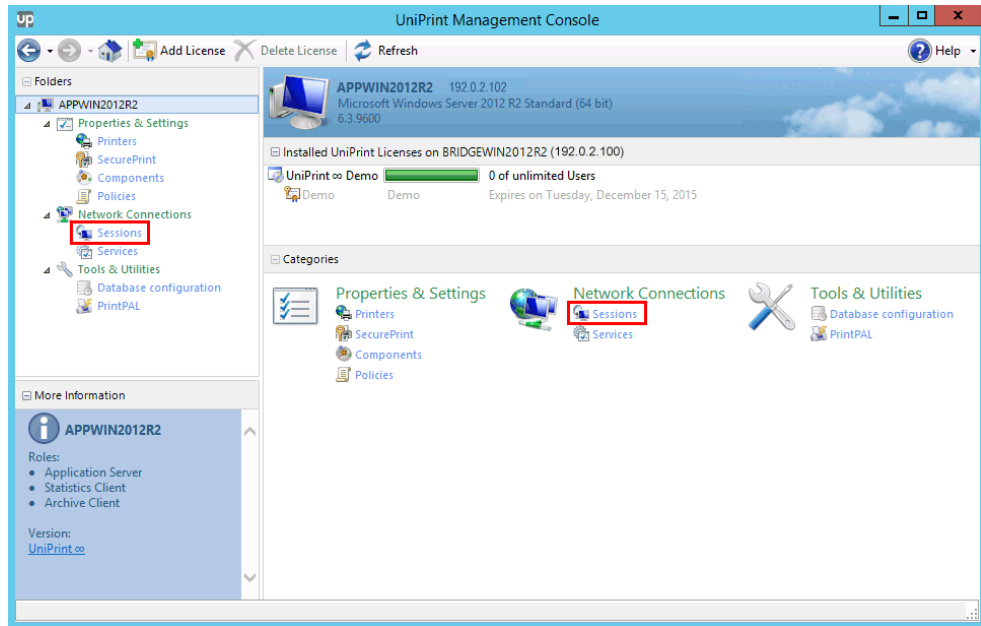 UP
UniPrint Management Console
Add License
Delete License
Refresh
Help
Folders
APPWIN2012R2
Properties & Settings
Printers
SecurePrint
Components
Policies
Network Connections
Sessions
Services
Tools & Utilities
Database configuration
PrintPAL
APPWIN2012R2 192.0.2.102
Microsoft Windows Server 2012 R2 Standard (64 bit)
6.3.9600
Installed UniPrint Licenses on BRIDGEWIN2012R2 (192.0.2.100)
UniPrint ∞ Demo 0 of unlimited Users
Demo Demo Expires on Tuesday, December 15, 2015
Categories
Properties & Settings
Printers
SecurePrint
Components
Policies
Network Connections
Sessions
Services
Tools & Utilities
Database configuration
PrintPAL
More Information
APPWIN2012R2
Roles:
• Application Server
• Statistics Client
• Archive Client
Version:
UniPrint ∞